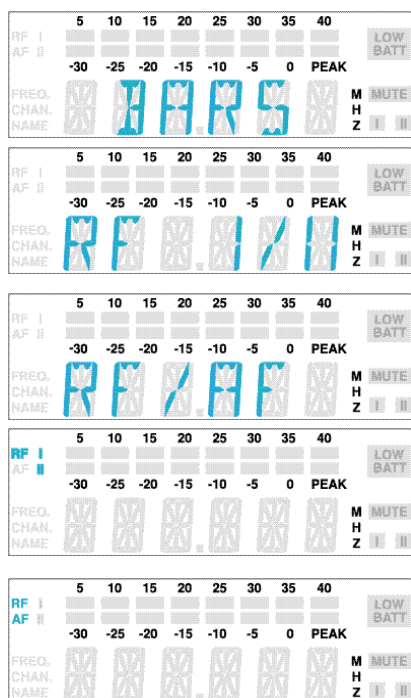 5 10 15 20 25 30 35 40
RF I LOW
AF II BATT
-30 -25 -20 -15 -10 -5 0 PEAK
FREQ. M MUTE
CHAN. BARS H
NAME Z I II
5 10 15 20 25 30 35 40
RF I LOW
AF II BATT
-30 -25 -20 -15 -10 -5 0 PEAK
FREQ. M MUTE
CHAN. RF I/II H
NAME Z I II
5 10 15 20 25 30 35 40
RF I LOW
AF II BATT
-30 -25 -20 -15 -10 -5 0 PEAK
FREQ. M MUTE
CHAN. RF/AF H
NAME Z I II
5 10 15 20 25 30 35 40
RF I LOW
AF II BATT
-30 -25 -20 -15 -10 -5 0 PEAK
FREQ. M MUTE
CHAN. H
NAME Z I II
5 10 15 20 25 30 35 40
RF I LOW
AF II BATT
-30 -25 -20 -15 -10 -5 0 PEAK
FREQ. M MUTE
CHAN. H
NAME Z I II